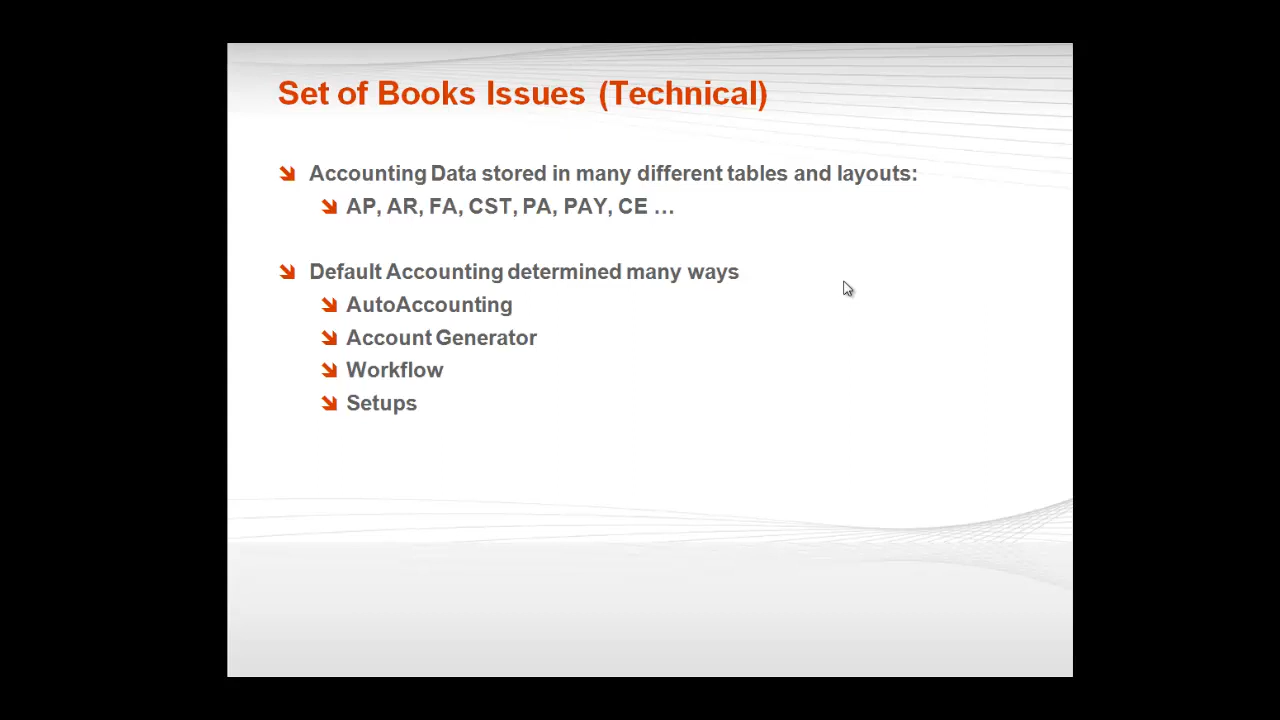 Set of Books Issues (Technical)
Accounting Data stored in many different tables and layouts:
AP, AR, FA, CST, PA, PAY, CE …
Default Accounting determined many ways
AutoAccounting
Account Generator
Workflow
Setups